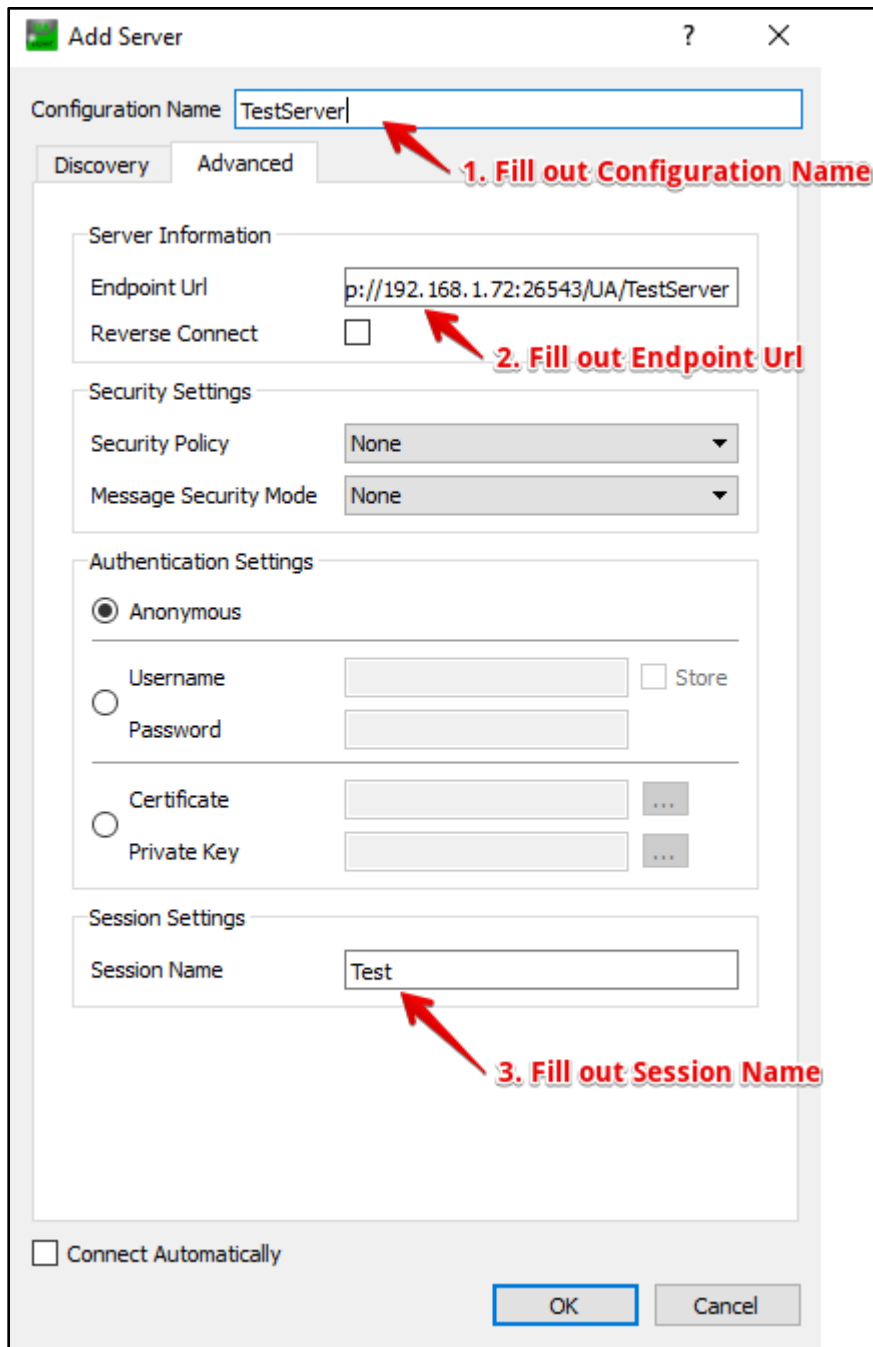 Add Server
Configuration Name TestServer
1. Fill out Configuration Name
Discovery Advanced
Server Information
Endpoint Url p://192.168.1.72:26543/UA/TestServer
Reverse Connect
2. Fill out Endpoint Url
Security Settings
Security Policy None
Message Security Mode None
Authentication Settings
Anonymous
Username Store
Password
Certificate ...
Private Key ...
Session Settings
Session Name Test
3. Fill out Session Name
Connect Automatically
OK Cancel